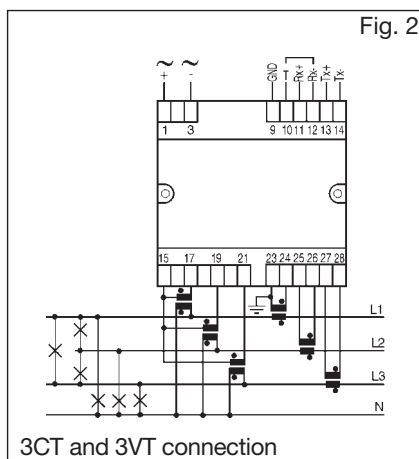 Fig. 2
~ ~
+ -
GND T Rx+ Rx- Tx+ Tx-
1 3 9 10 11 12 13 14
15 17 19 21 23 24 25 26 27 28
L1
L2
L3
N
3CT and 3VT connection